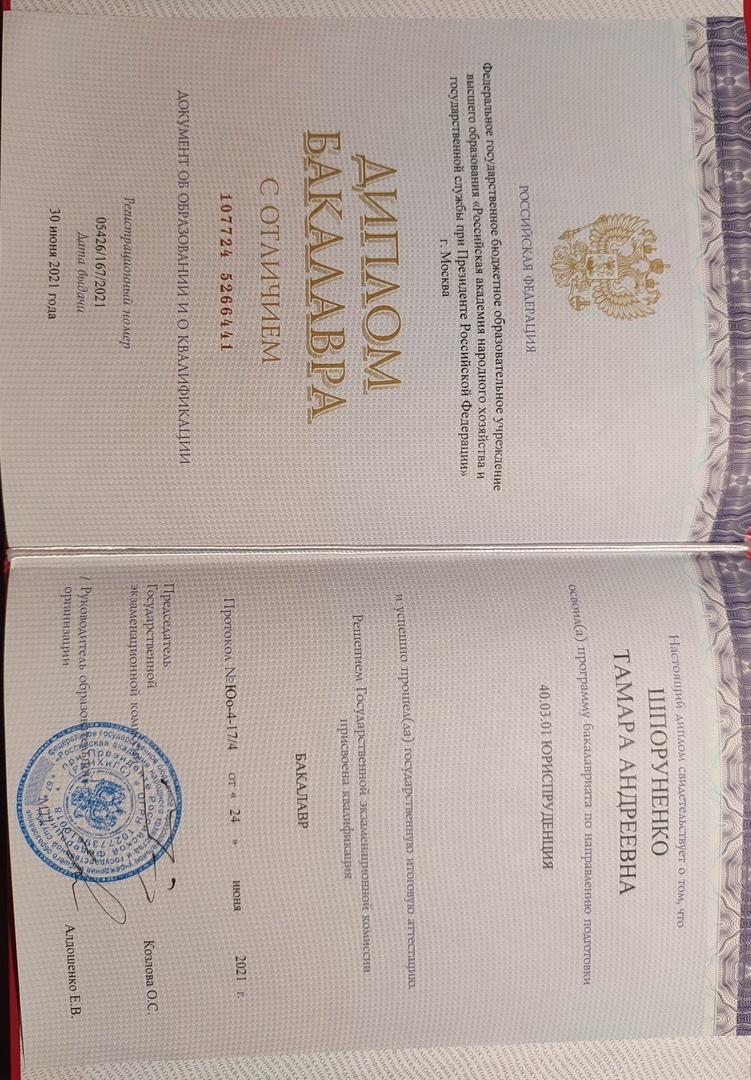 РОССИЙСКАЯ ФЕДЕРАЦИЯ
Федеральное государственное бюджетное образовательное учреждение
высшего образования «Российская академия народного хозяйства и
государственной службы при Президенте Российской Федерации»
г. Москва
ДИПЛОМ
БАКАЛАВРА
С ОТЛИЧИЕМ
107724 5266441
ДОКУМЕНТ ОБ ОБРАЗОВАНИИ И О КВАЛИФИКАЦИИ
Регистрационный номер
05426/167/2021
Дата выдачи
30 июня 2021 года
Настоящий диплом свидетельствует о том, что
ШПОРУНЕНКО
ТАМАРА АНДРЕЕВНА
освоил(а) программу бакалавриата по направлению подготовки
40.03.01 ЮРИСПРУДЕНЦИЯ
и успешно прошел(ла) государственную итоговую аттестацию.
Решением Государственной экзаменационной комиссии
присвоена квалификация
БАКАЛАВР
Протокол № Юо-4-17/4 от « 24 » июня 2021 г.
Председатель
Государственной
экзаменационной
Козлова О.С.
/ Руководитель
организации
Алдошенко Е.В.